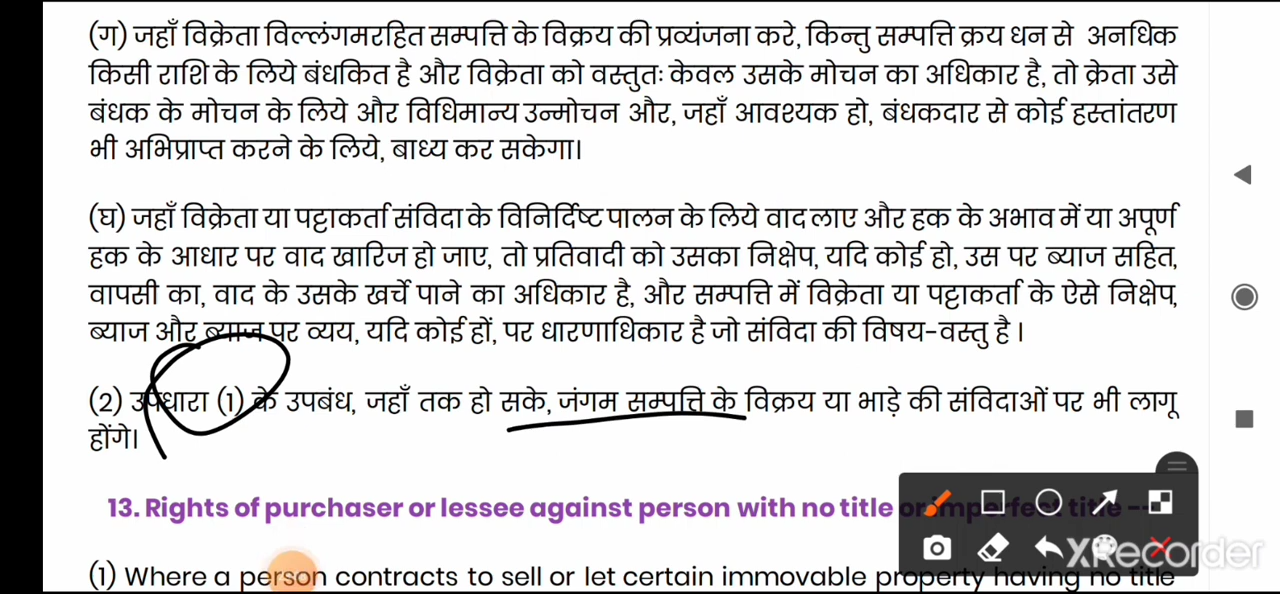 (ग) जहाँ विक्रेता विल्लंगमरहित सम्पत्ति के विक्रय की प्रव्यंजना करे, किन्तु सम्पत्ति क्रय धन से अनधिक
किसी राशि के लिये बंधकित है और विक्रेता को वस्तुतः केवल उसके मोचन का अधिकार है, तो क्रेता उसे
बंधक के मोचन के लिये और विधिमान्य उन्मोचन और, जहाँ आवश्यक हो, बंधकदार से कोई हस्तांतरण
भी अभिप्राप्त करने के लिये, बाध्य कर सकेगा।
(घ) जहाँ विक्रेता या पट्टाकर्ता संविदा के विनिर्दिष्ट पालन के लिये वाद लाए और हक के अभाव में या अपूर्ण
हक के आधार पर वाद खारिज हो जाए, तो प्रतिवादी को उसका निक्षेप, यदि कोई हो, उस पर ब्याज सहित,
वापसी का, वाद के उसके खर्चे पाने का अधिकार है, और सम्पत्ति में विक्रेता या पट्टाकर्ता के ऐसे निक्षेप,
ब्याज और ब्याज पर व्यय, यदि कोई हों, पर धारणाधिकार है जो संविदा की विषय-वस्तु है ।
(2) उपधारा (1) के उपबंध, जहाँ तक हो सके, जंगम सम्पत्ति के विक्रय या भाड़े की संविदाओं पर भी लागू
होंगे।
13. Rights of purchaser or lessee against person with no title or imperfect title --
(1) Where a person contracts to sell or let certain immovable property having no title
XRecorder